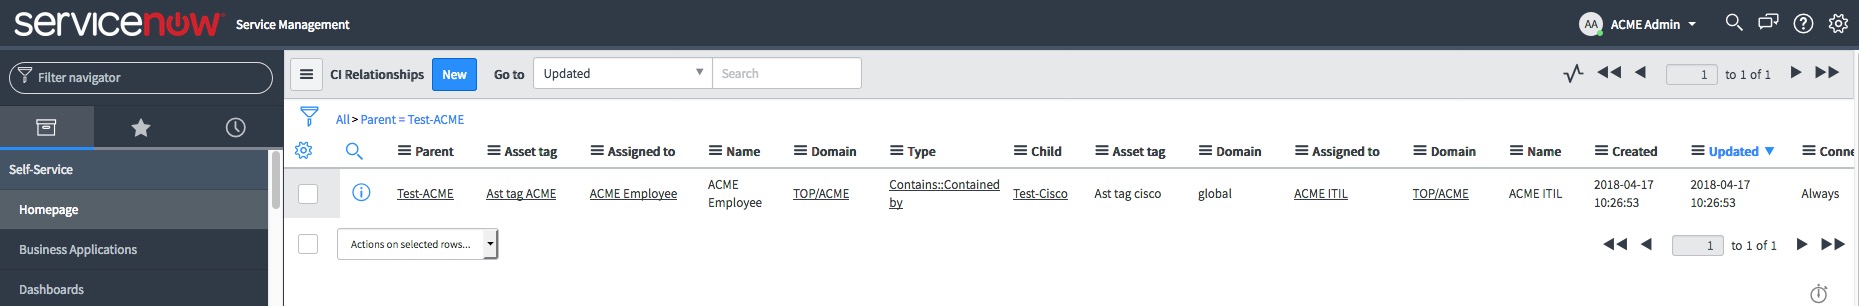 servicenow Service Management AA ACME Admin
Filter navigator
CI Relationships New Go to Updated Search 1 to 1 of 1
All > Parent = Test-ACME
Parent Asset tag Assigned to Name Domain Type Child Asset tag Domain Assigned to Domain Name Created Updated Conne
Self-Service
Test-ACME Ast tag ACME ACME Employee ACME Employee TOP/ACME Contains::Contained by Test-Cisco Ast tag cisco global ACME ITIL TOP/ACME ACME ITIL 2018-04-17 10:26:53 2018-04-17 10:26:53 Always
Homepage
Business Applications
Actions on selected rows... 1 to 1 of 1
Dashboards